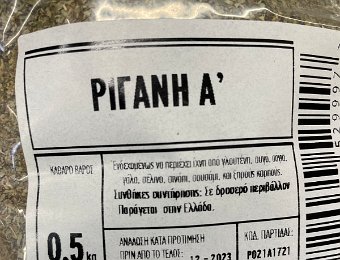 ΡΙΓΑΝΗ Α’
ΚΑΘΑΡΟ ΒΑΡΟΣ
0,5 kg
Ενδεχομένως να περιέχει ίχνη από γλουτένη, αυγά,
γάλα, σέλινο, σινάπι, σουσάμι, και ξηρούς καρπούς.
Συνθήκες συντήρησης: Σε δροσερό περιβάλλον
Παράγεται στην Ελλάδα.
ΑΝΑΛΩΣΗ ΚΑΤΑ ΠΡΟΤΙΜΗΣΗ
ΠΡΙΝ ΑΠΟ ΤΟ ΤΕΛΟΣ: 12 - 2023
ΚΩΔ. ΠΑΡΤΙΔΑΣ:
P021A1721
529997